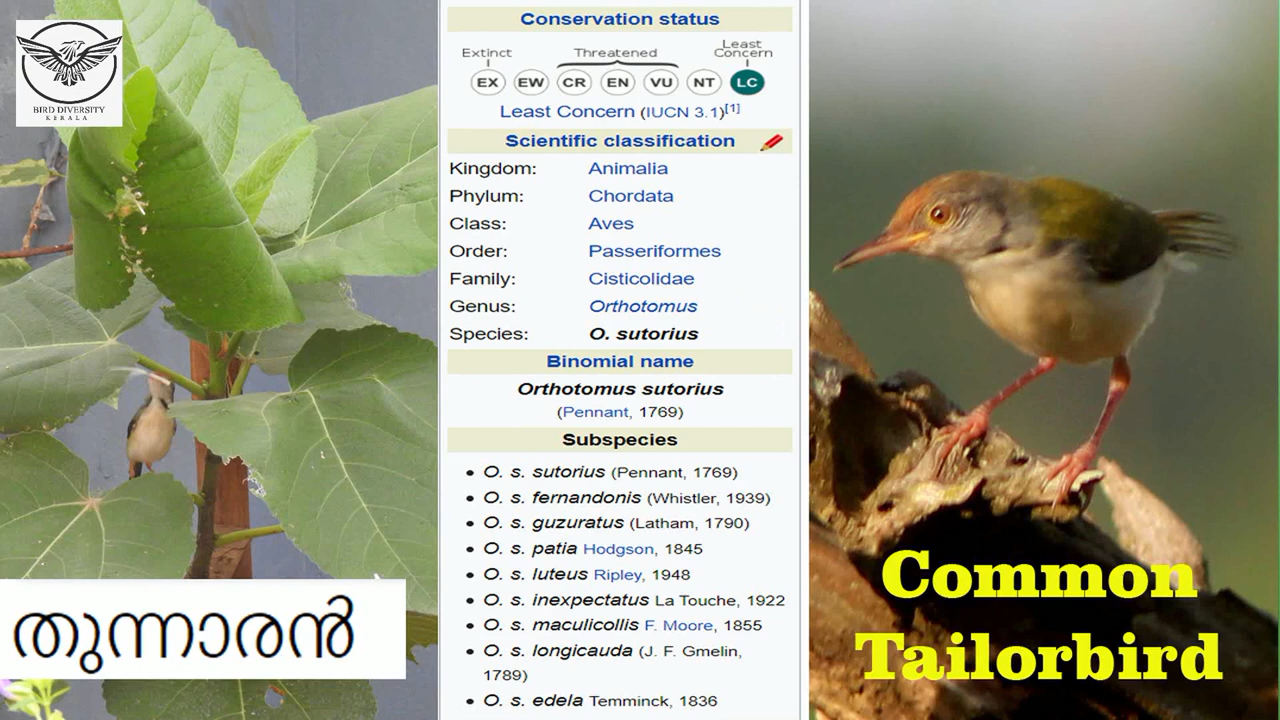 BIRD DIVERSITY
KERALA
തുന്നാരൻ
Conservation status
Extinct
Threatened
Least
Concern
EX EW CR EN VU NT LC
Least Concern (IUCN 3.1)[1]
Scientific classification
Kingdom: Animalia
Phylum: Chordata
Class: Aves
Order: Passeriformes
Family: Cisticolidae
Genus: Orthotomus
Species: O. sutorius
Binomial name
Orthotomus sutorius
(Pennant, 1769)
Subspecies
• O. s. sutorius (Pennant, 1769)
• O. s. fernandonis (Whistler, 1939)
• O. s. guzuratus (Latham, 1790)
• O. s. patia Hodgson, 1845
• O. s. luteus Ripley, 1948
• O. s. inexpectatus La Touche, 1922
• O. s. maculicollis F. Moore, 1855
• O. s. longicauda (J. F. Gmelin,
1789)
• O. s. edela Temminck, 1836
Common
Tailorbird